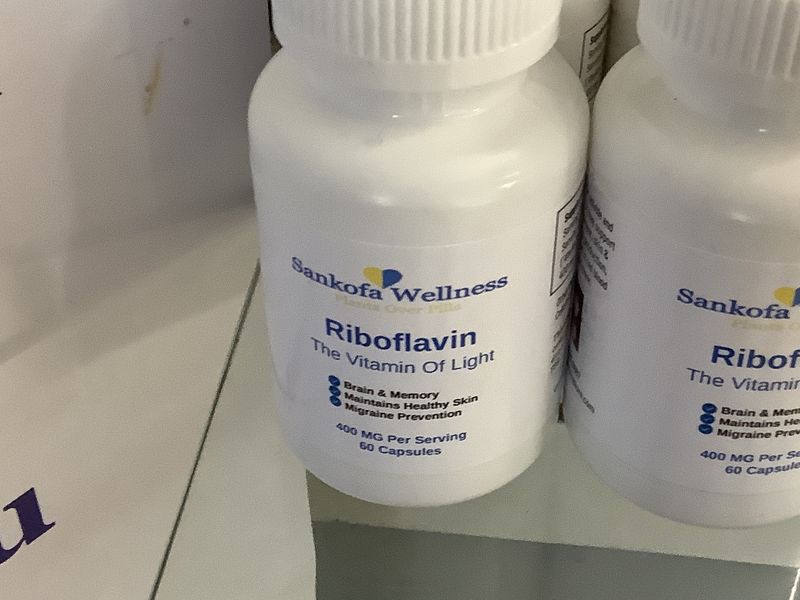 Sankofa Wellness
Plants Over Pills
Riboflavin
The Vitamin Of Light
Brain & Memory
Maintains Healthy Skin
Migraine Prevention
400 MG Per Serving
60 Capsules
Sankofa
Plants
Ribof
The Vitamin
Brain & Mem
Maintains He
Migraine Prev
400 MG Per Se
60 Capsule
u